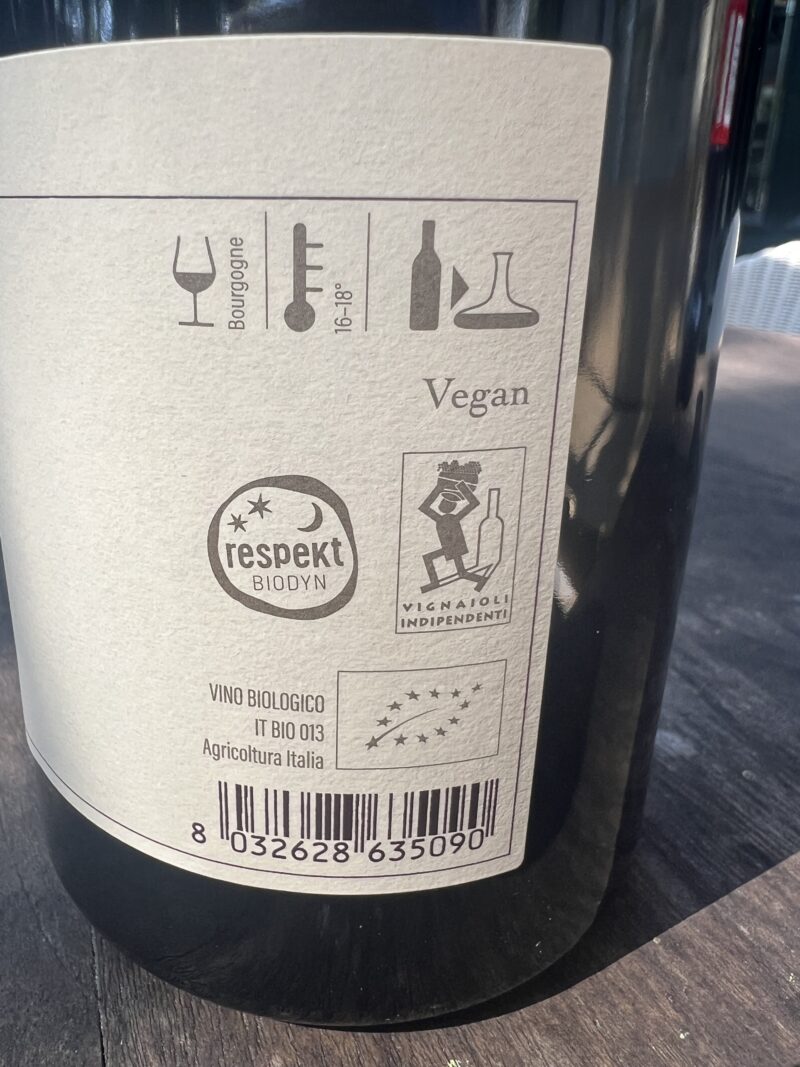 Bourgogne
16–18°
Vegan
respekt
BIODYN
VIGNAIOLI
INDIPENDENTI
VINO BIOLOGICO
IT BIO 013
Agricoltura Italia
8 032628 635090